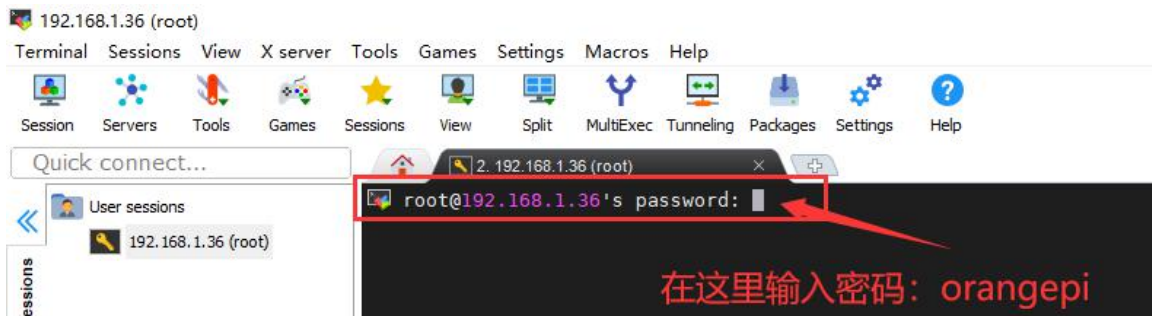 192.168.1.36 (root)
Terminal Sessions View X server Tools Games Settings Macros Help
Session Servers Tools Games Sessions View Split MultiExec Tunneling Packages Settings Help
Quick connect...
2. 192.168.1.36 (root)
root@192.168.1.36's password:
User sessions
192.168.1.36 (root)
在这里输入密码：orangepi